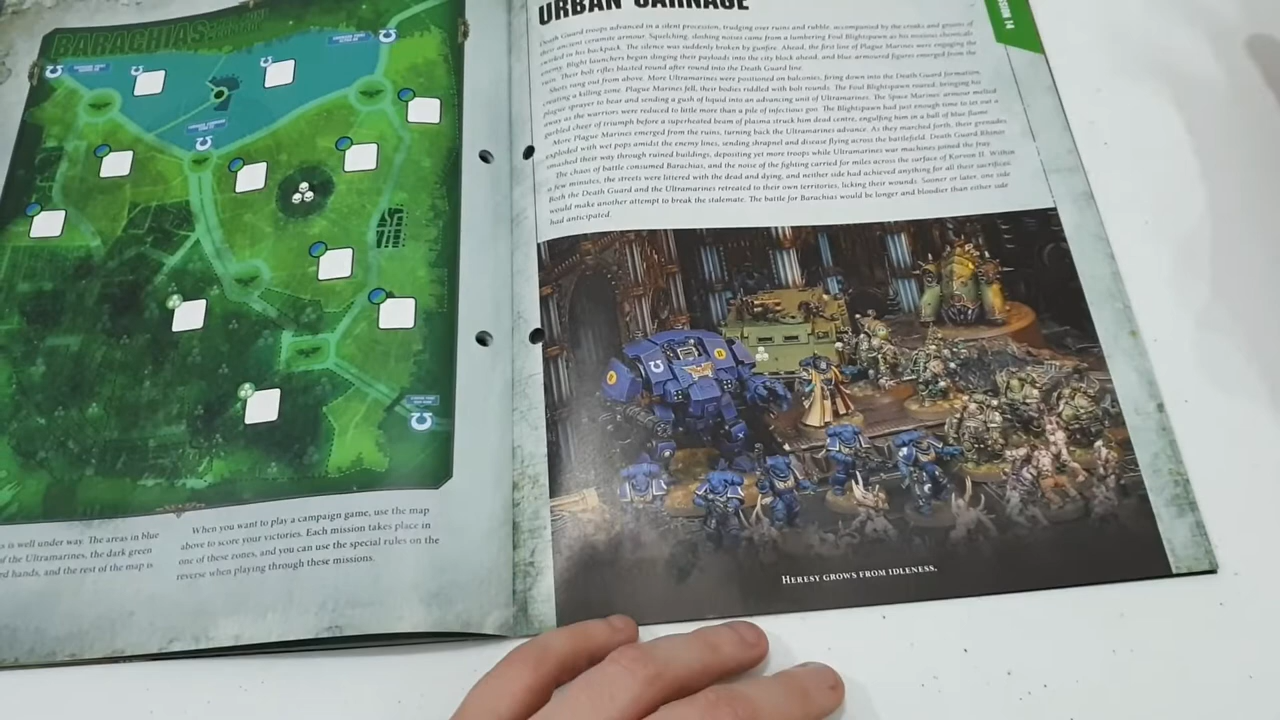 BARACHIAS
s is well under way. The areas in blue
of the Ultramarines, the dark green
rd hands, and the rest of the map is
When you want to play a campaign game, use the map
above to score your victories. Each mission takes place in
one of these zones, and you can use the special rules on the
reverse when playing through these missions.
URBAN CARNAGE
Death Guard troops advanced in a silent procession, trudging over ruins and rubble, accompanied by the creaks and groans of
their ancient ceramite armour. Squelching, sloshing noises came from a lumbering Foul Blightspawn as his noxious chemicals
swirled in his backpack. The silence was suddenly broken by gunfire. Ahead, the first line of Plague Marines were engaging the
enemy. Blight launchers began slinging their payloads into the city block ahead, and blue armoured figures emerged from the
ruin. Their bolt rifles blasted round after round into the Death Guard line.
Shots rang out from above. More Ultramarines were positioned on balconies, firing down into the Death Guard formation,
creating a killing zone. Plague Marines fell, their bodies riddled with bolt rounds. The Foul Blightspawn roared, bringing his
plague sprayer to bear and sending a gush of liquid into an advancing unit of Ultramarines. The Space Marines' armour melted
away as the warriors were reduced to little more than a pile of infectious goo. The Blightspawn had just enough time to let out a
garbled cheer of triumph before a superheated beam of plasma struck him dead centre, engulfing him in a ball of blue flame.
More Plague Marines emerged from the ruins, turning back the Ultramarines advance. As they marched forth, their grenades
exploded with wet pops amidst the enemy lines, sending shrapnel and disease flying across the battlefield. Death Guard Rhinos
smashed their way through ruined buildings, depositing yet more troops while Ultramarines war machines joined the fray.
The chaos of battle consumed Barachias, and the noise of the fighting carried for miles across the surface of Korvon II. Within
a few minutes, the streets were littered with the dead and dying, and neither side had achieved anything for all their sacrifices.
Both the Death Guard and the Ultramarines retreated to their own territories, licking their wounds. Sooner or later, one side
would make another attempt to break the stalemate. The battle for Barachias would be longer and bloodier than either side
had anticipated.
HERESY GROWS FROM IDLENESS.